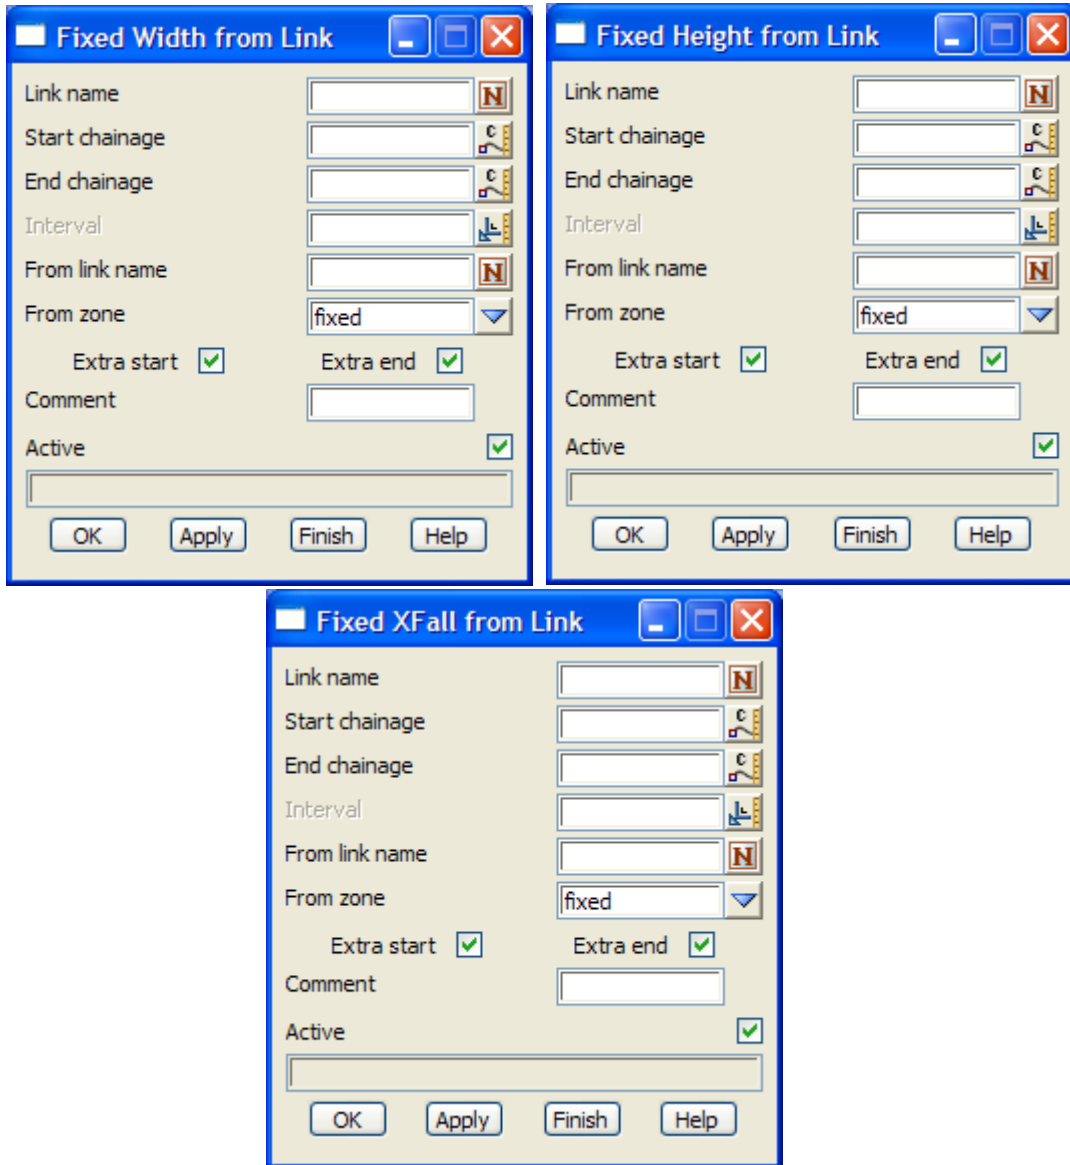 Fixed Width from Link
Link name
N
Start chainage
C
End chainage
C
Interval
From link name
N
From zone
fixed
Extra start
Extra end
Comment
Active
OK
Apply
Finish
Help
Fixed Height from Link
Link name
N
Start chainage
C
End chainage
C
Interval
From link name
N
From zone
fixed
Extra start
Extra end
Comment
Active
OK
Apply
Finish
Help
Fixed XFall from Link
Link name
N
Start chainage
C
End chainage
C
Interval
From link name
N
From zone
fixed
Extra start
Extra end
Comment
Active
OK
Apply
Finish
Help